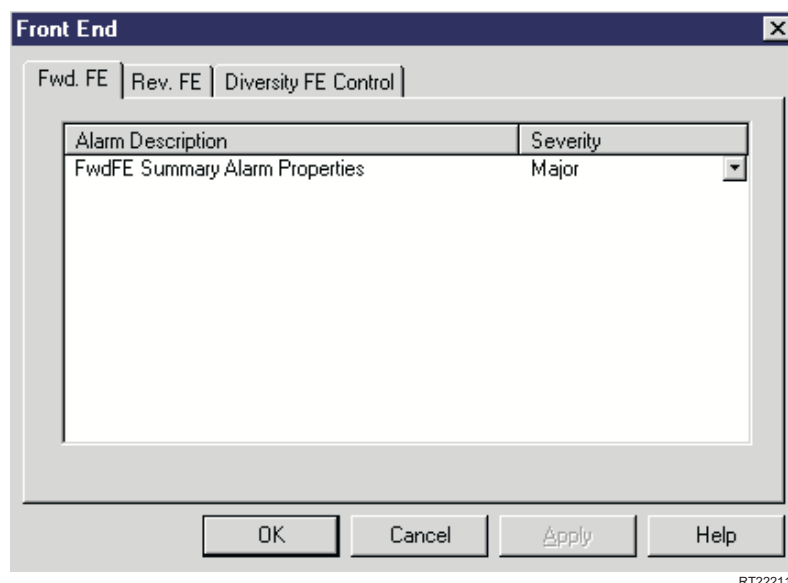 Front End
Fwd. FE Rev. FE Diversity FE Control
Alarm Description Severity
FwdFE Summary Alarm Properties Major
OK Cancel Apply Help